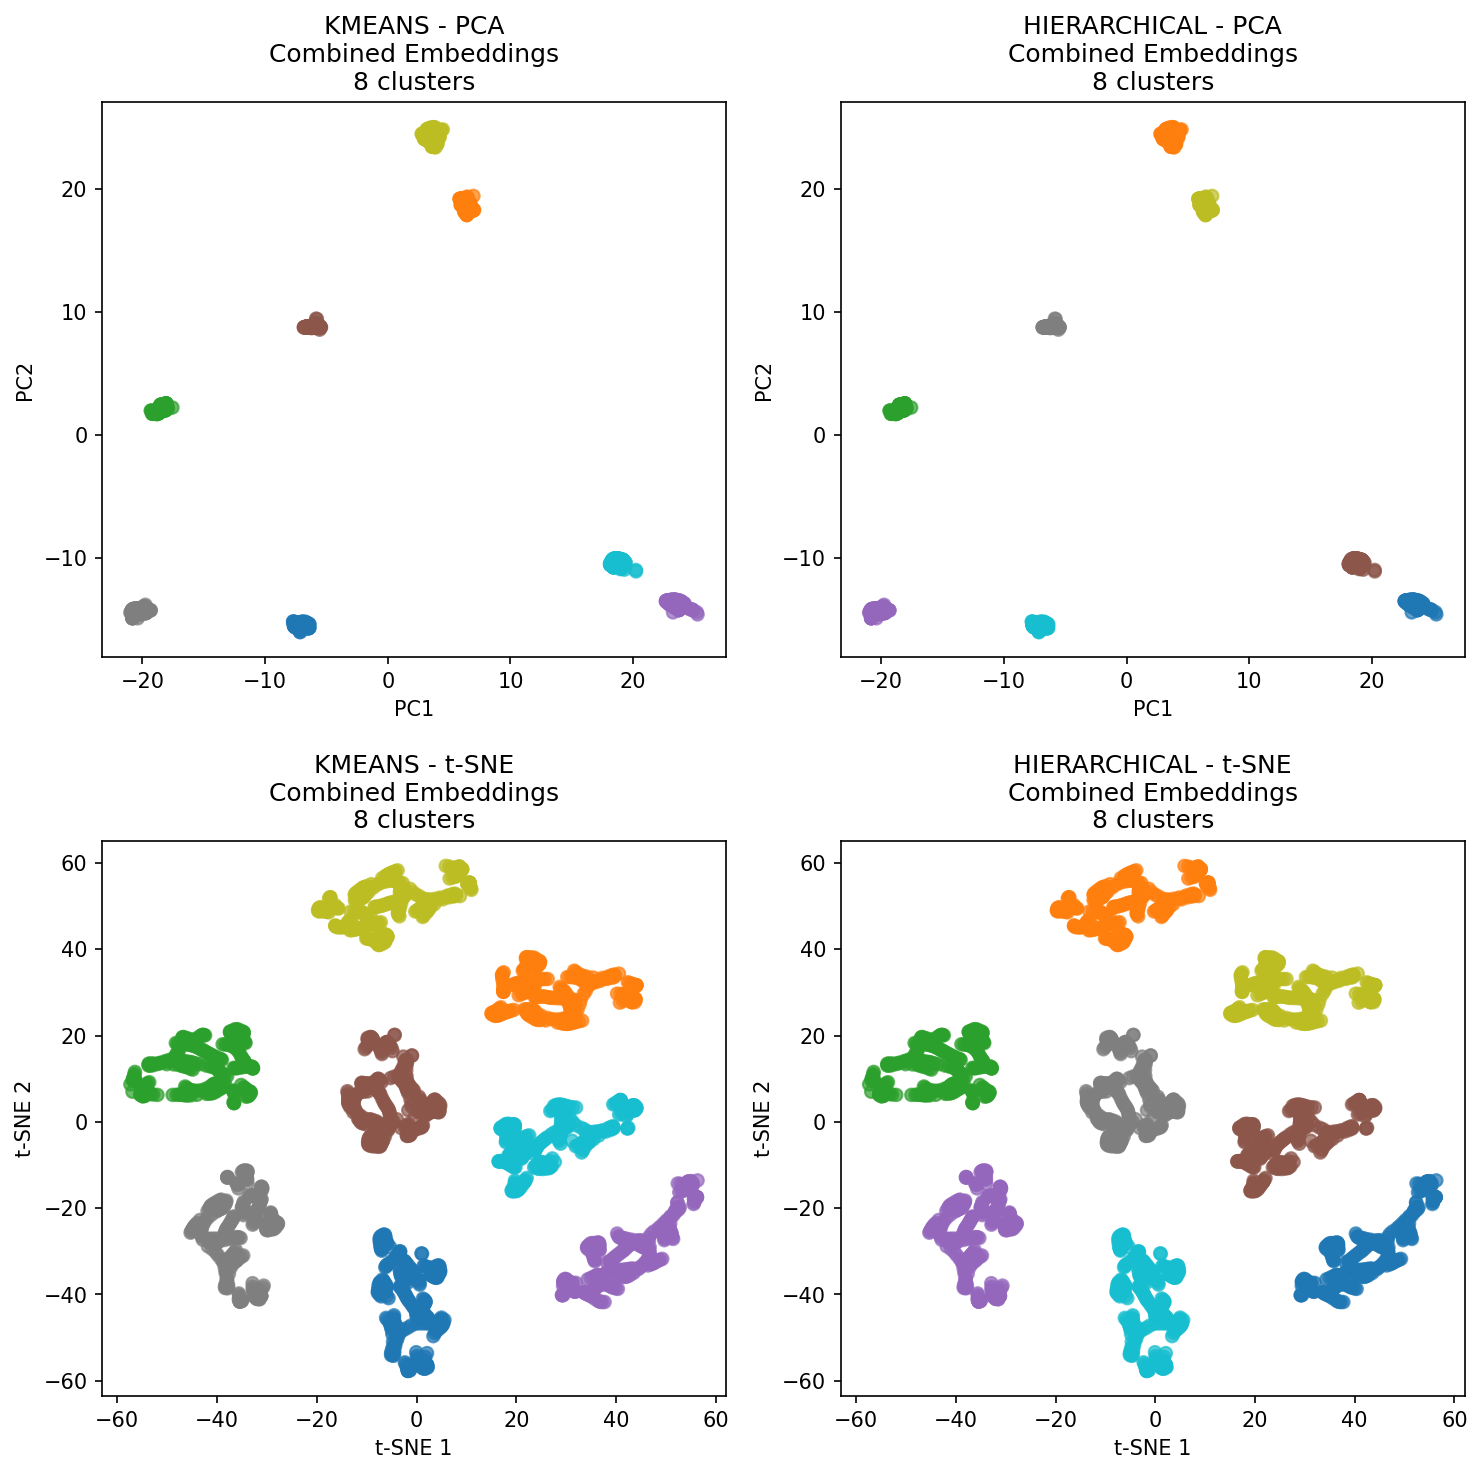 KMEANS - PCA
Combined Embeddings
8 clusters
20
10
0
−10
PC2
−20
−10
0
10
20
PC1
HIERARCHICAL - PCA
Combined Embeddings
8 clusters
20
10
0
−10
PC2
−20
−10
0
10
20
PC1
KMEANS - t-SNE
Combined Embeddings
8 clusters
60
40
20
0
−20
−40
−60
t-SNE 2
−60
−40
−20
0
20
40
60
t-SNE 1
HIERARCHICAL - t-SNE
Combined Embeddings
8 clusters
60
40
20
0
−20
−40
−60
t-SNE 2
−60
−40
−20
0
20
40
60
t-SNE 1